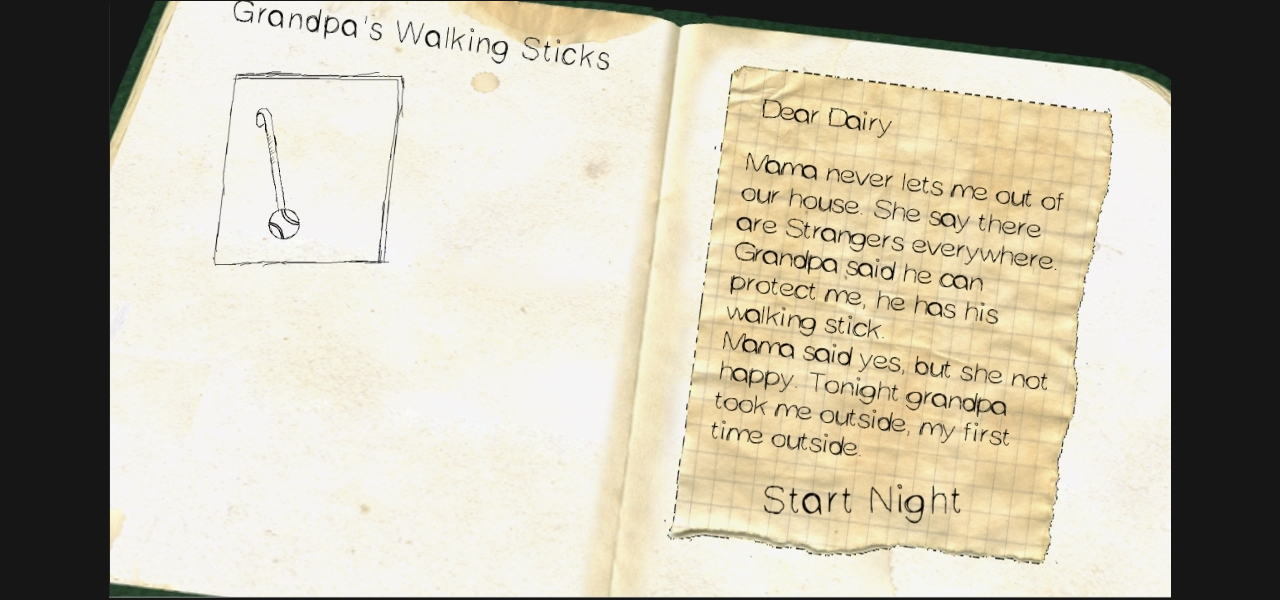 Grandpa's Walking Sticks
Dear Dairy
Mama never lets me out of
our house. She say there
are Strangers everywhere.
Grandpa said he can
protect me, he has his
walking stick.
Mama said yes, but she not
happy. Tonight grandpa
took me outside, my first
time outside.
Start Night